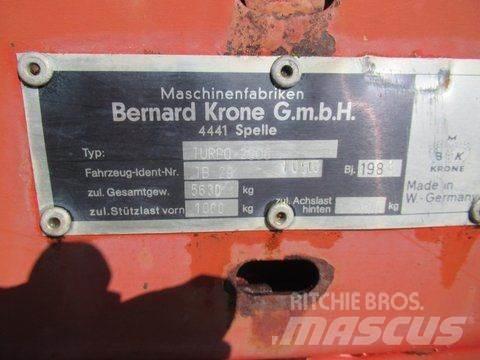 Maschinenfabriken
Bernard Krone G.m.b.H.
4441 Spelle
Typ: TURBO
Fahrzeug-Ident-Nr. Bj. 198
zul. Gesamtgew. 5630 kg
zul. Stützlast vorn 1000 kg
zul. Achslast hinten kg
KRONE
Made in
W.-Germany
RITCHIE BROS.
MASCUS